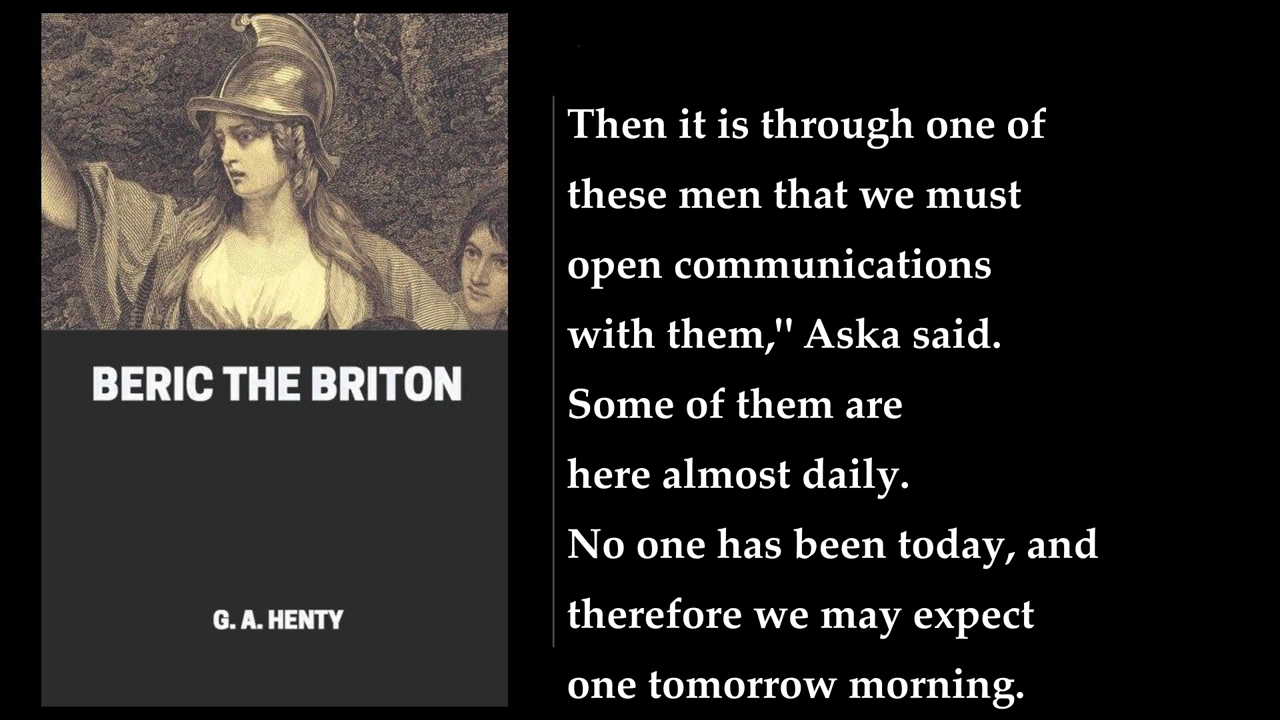 BERIC THE BRITON
G. A. HENTY
Then it is through one of
these men that we must
open communications
with them," Aska said.
Some of them are
here almost daily.
No one has been today, and
therefore we may expect
one tomorrow morning.